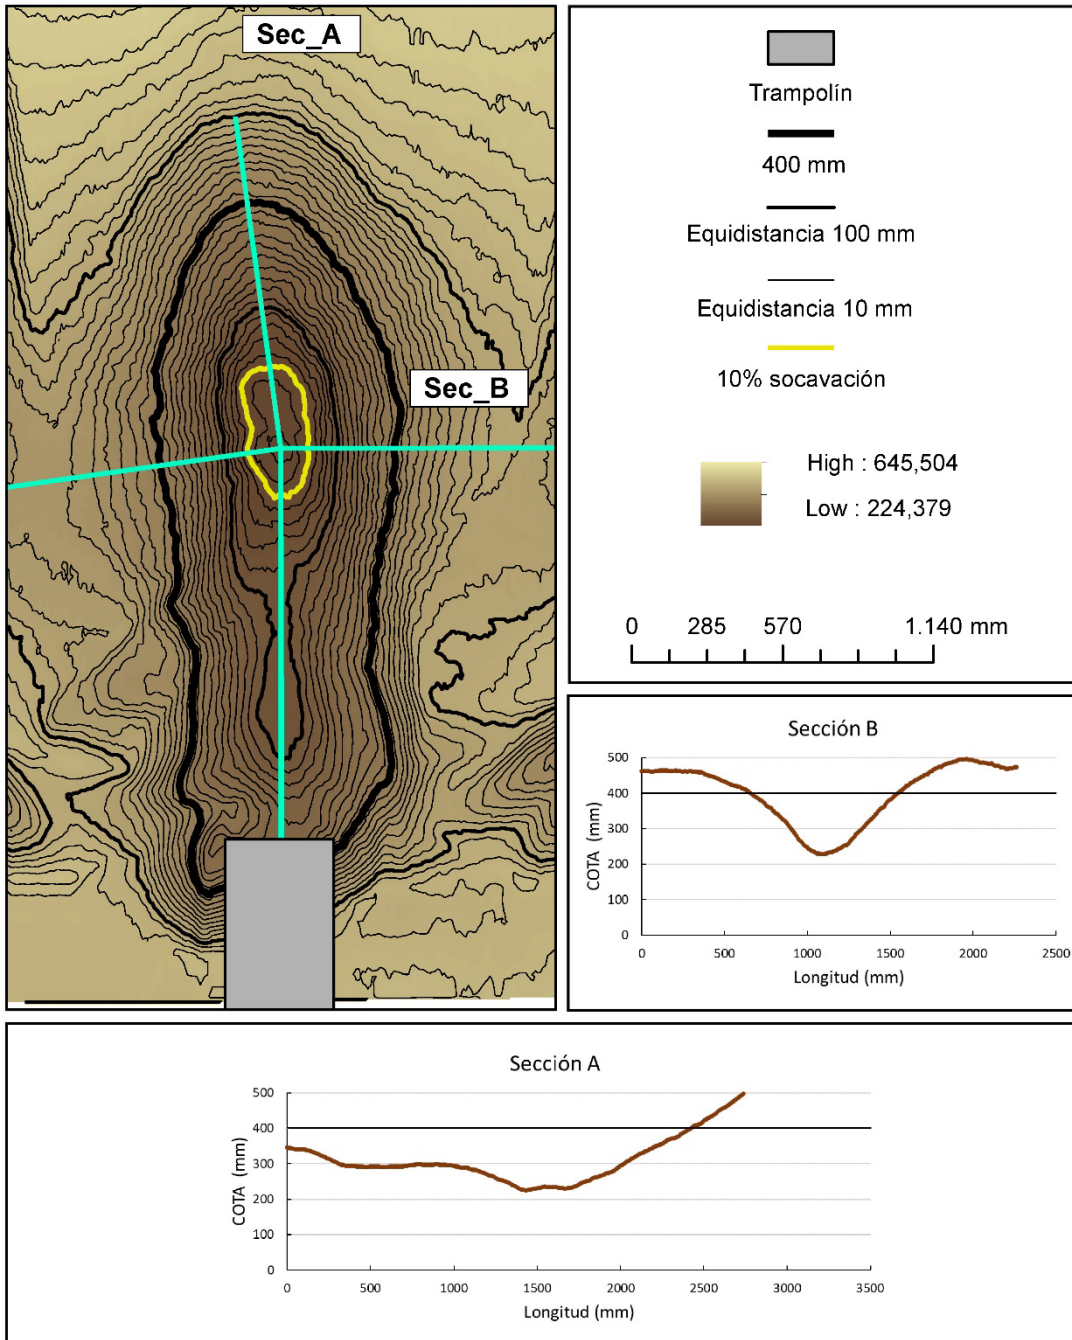 Sec_A
Sec_B
Trampolín
400 mm
Equidistancia 100 mm
Equidistancia 10 mm
10% socavación
High : 645,504
Low : 224,379
0 285 570 1.140 mm
Sección B
500
400
300
200
100
0
COTA (mm)
0 500 1000 1500 2000 2500
Longitud (mm)
Sección A
500
400
300
200
100
0
COTA (mm)
0 500 1000 1500 2000 2500 3000 3500
Longitud (mm)